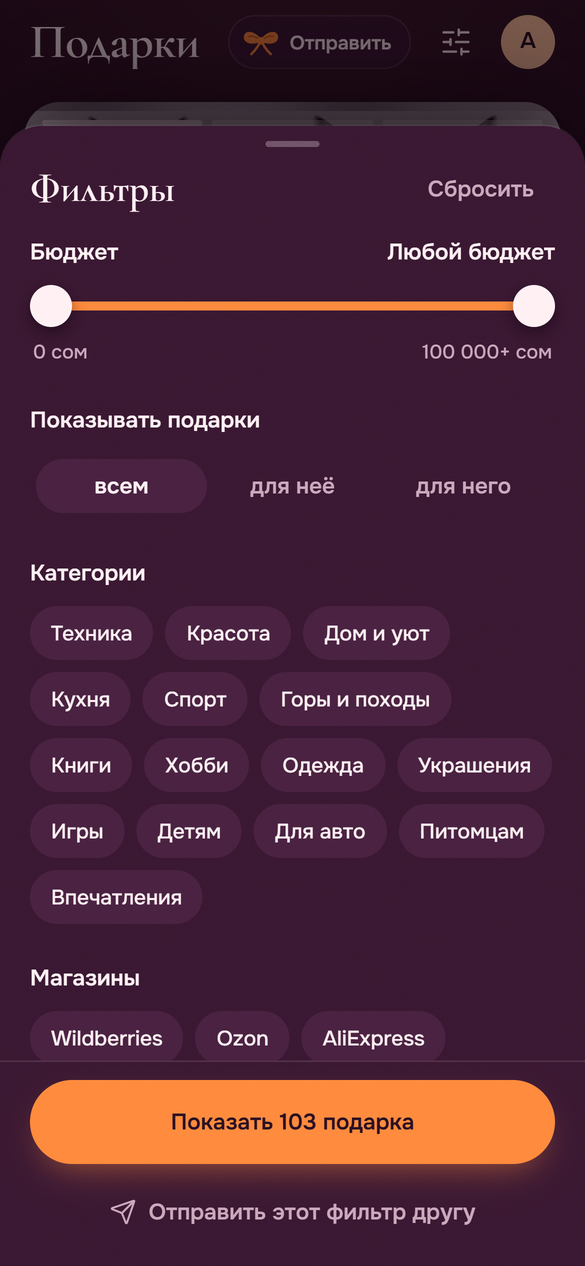 Подарки
Отправить
A
Фильтры
Сбросить
Бюджет
Любой бюджет
0 сом
100 000+ сом
Показывать подарки
всем
для неё
для него
Категории
Техника
Красота
Дом и уют
Кухня
Спорт
Горы и походы
Книги
Хобби
Одежда
Украшения
Игры
Детям
Для авто
Питомцам
Впечатления
Магазины
Wildberries
Ozon
AliExpress
Показать 103 подарка
Отправить этот фильтр другу